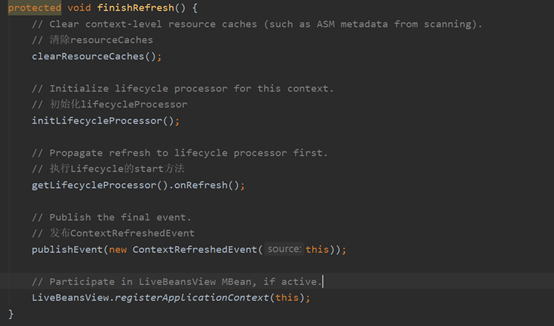 protected void finishRefresh() {
// Clear context-level resource caches (such as ASM metadata from scanning).
// 清除resourceCaches
clearResourceCaches();
// Initialize lifecycle processor for this context.
// 初始化lifecycleProcessor
initLifecycleProcessor();
// Propagate refresh to lifecycle processor first.
// 执行Lifecycle的start方法
getLifecycleProcessor().onRefresh();
// Publish the final event.
// 发布ContextRefreshedEvent
publishEvent(new ContextRefreshedEvent( source: this));
// Participate in LiveBeansView MBean, if active.
LiveBeansView.registerApplicationContext(this);
}